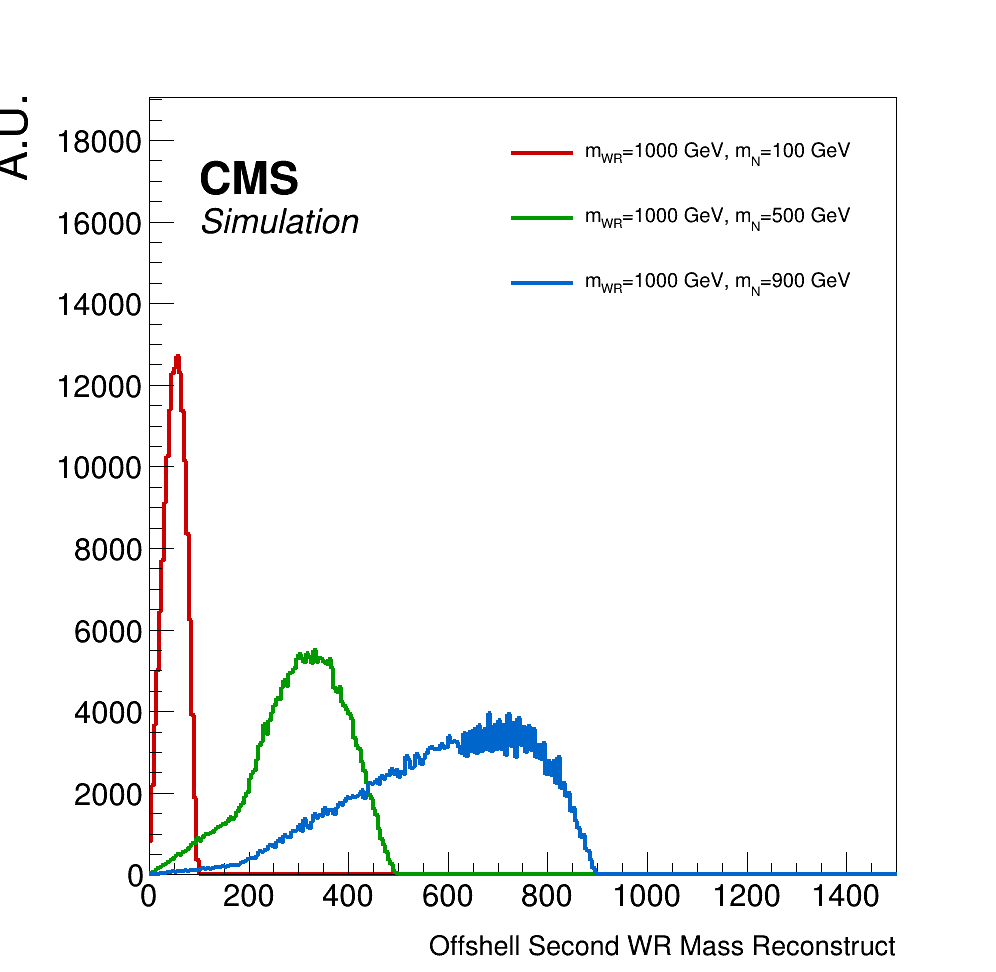 A.U.
18000
16000
14000
12000
10000
8000
6000
4000
2000
0
CMS
Simulation
mWR=1000 GeV, mN=100 GeV
mWR=1000 GeV, mN=500 GeV
mWR=1000 GeV, mN=900 GeV
0 200 400 600 800 1000 1200 1400
Offshell Second WR Mass Reconstruct